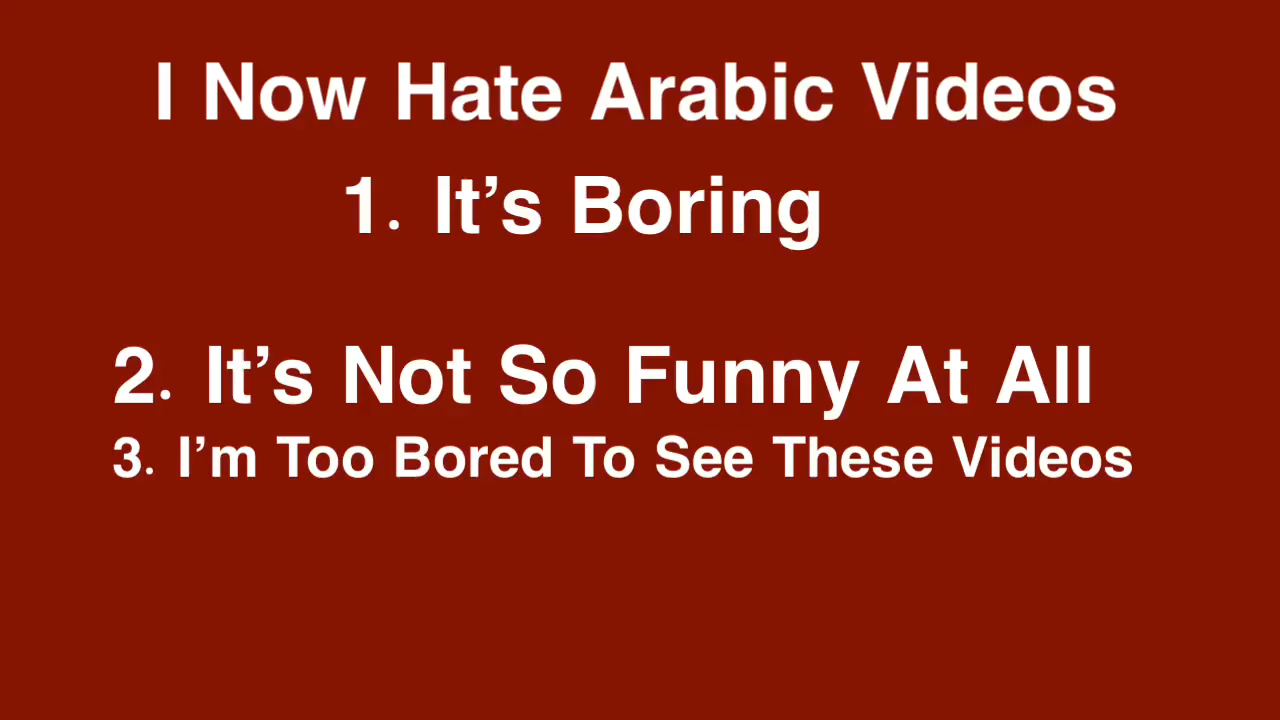 I Now Hate Arabic Videos
1. It’s Boring
2. It’s Not So Funny At All
3. I’m Too Bored To See These Videos